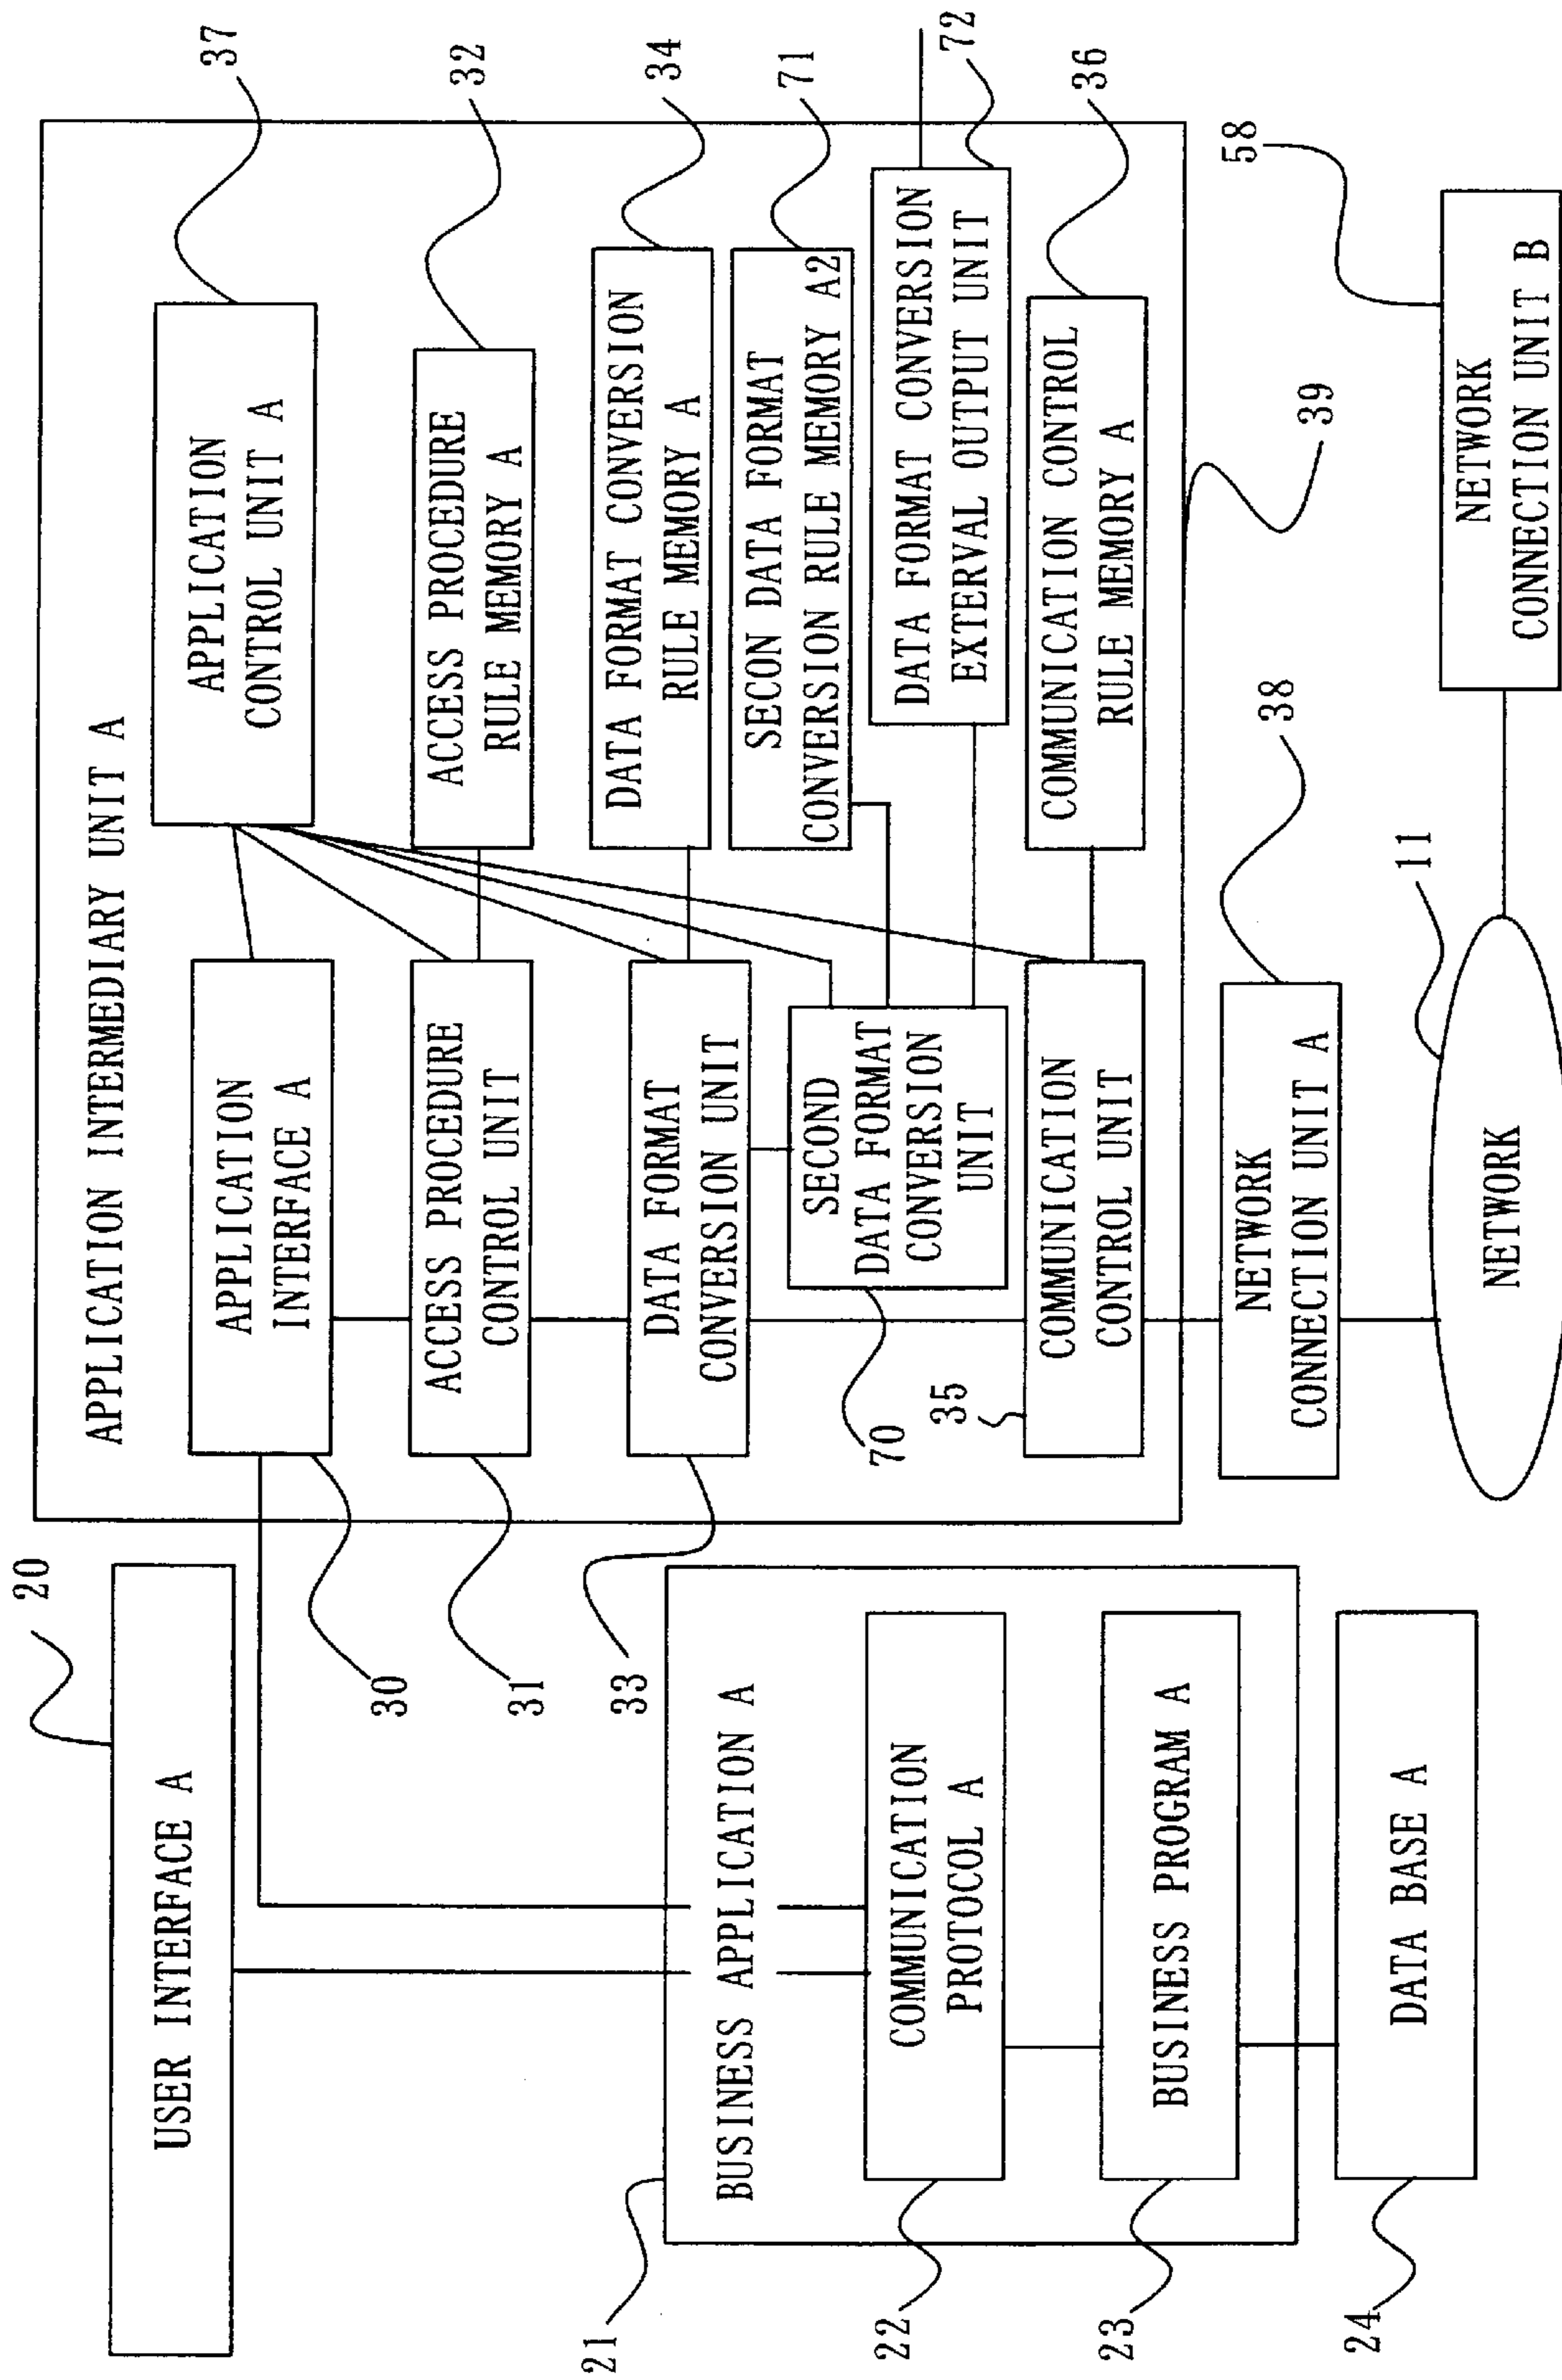 20
USER INTERFACE A
21
BUSINESS APPLICATION A
22
COMMUNICATION
PROTOCOL A
23
BUSINESS PROGRAM A
24
DATA BASE A
APPLICATION INTERMEDIARY UNIT A
30
APPLICATION
INTERFACE A
37
APPLICATION
CONTROL UNIT A
31
ACCESS PROCEDURE
CONTROL UNIT
32
ACCESS PROCEDURE
RULE MEMORY A
33
DATA FORMAT
CONVERSION UNIT
34
DATA FORMAT CONVERSION
RULE MEMORY A
70
SECOND
DATA FORMAT
CONVERSION
UNIT
71
SECON DATA FORMAT
CONVERSION RULE MEMORY A2
72
DATA FORMAT CONVERSION
EXTERVAL OUTPUT UNIT
35
COMMUNICATION
CONTROL UNIT
36
COMMUNICATION CONTROL
RULE MEMORY A
39
38
NETWORK
CONNECTION UNIT A
11
NETWORK
58
NETWORK
CONNECTION UNIT B